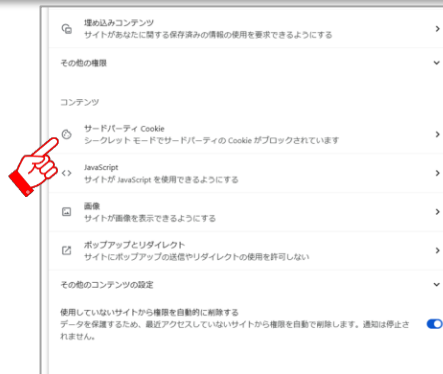 埋め込みコンテンツ
サイトがあなたに関する保存済みの情報の使用を要求できるようにする
その他の権限
コンテンツ
サードパーティ Cookie
シークレット モードでサードパーティの Cookie がブロックされています
JavaScript
サイトが JavaScript を使用できるようにする
画像
サイトが画像を表示できるようにする
ポップアップとリダイレクト
サイトにポップアップの送信やリダイレクトの使用を許可しない
その他のコンテンツの設定
使用していないサイトから権限を自動的に削除する
データを保護するため、最近アクセスしていないサイトから権限を自動で削除します。通知は停止さ
れません。